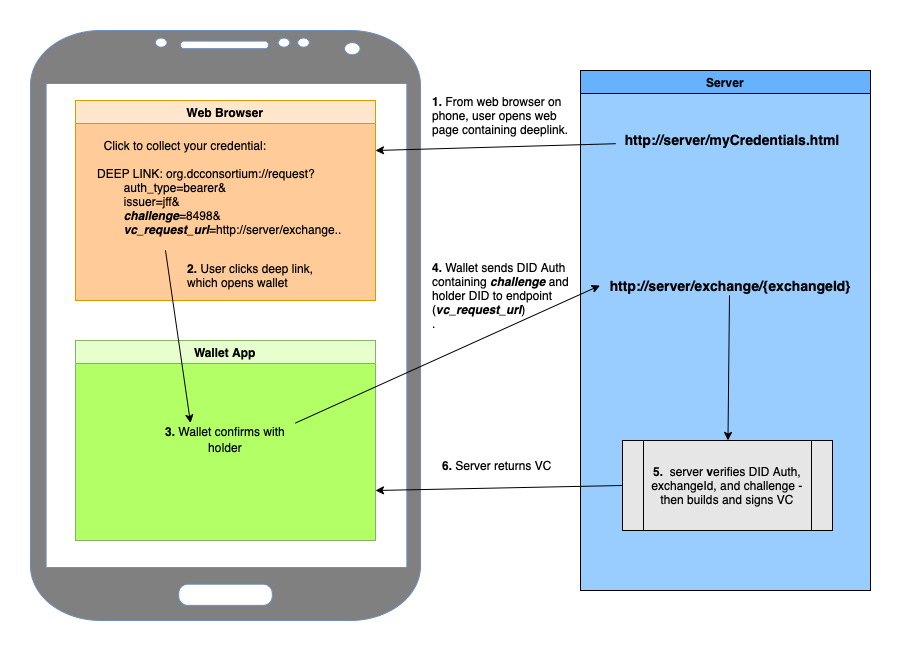 Web Browser
Click to collect your credential:
DEEP LINK: org.dcconsortium://request?
auth_type=bearer&
issuer=jff&
challenge=8498&
vc_request_url=http://server/exchange..
2. User clicks deep link,
which opens wallet
Wallet App
3. Wallet confirms with
holder
1. From web browser on
phone, user opens web
page containing deeplink.
4. Wallet sends DID Auth
containing challenge and
holder DID to endpoint
(vc_request_url)
.
6. Server returns VC
Server
http://server/myCredentials.html
http://server/exchange/{exchangeId}
5. server verifies DID Auth,
exchangeId, and challenge -
then builds and signs VC